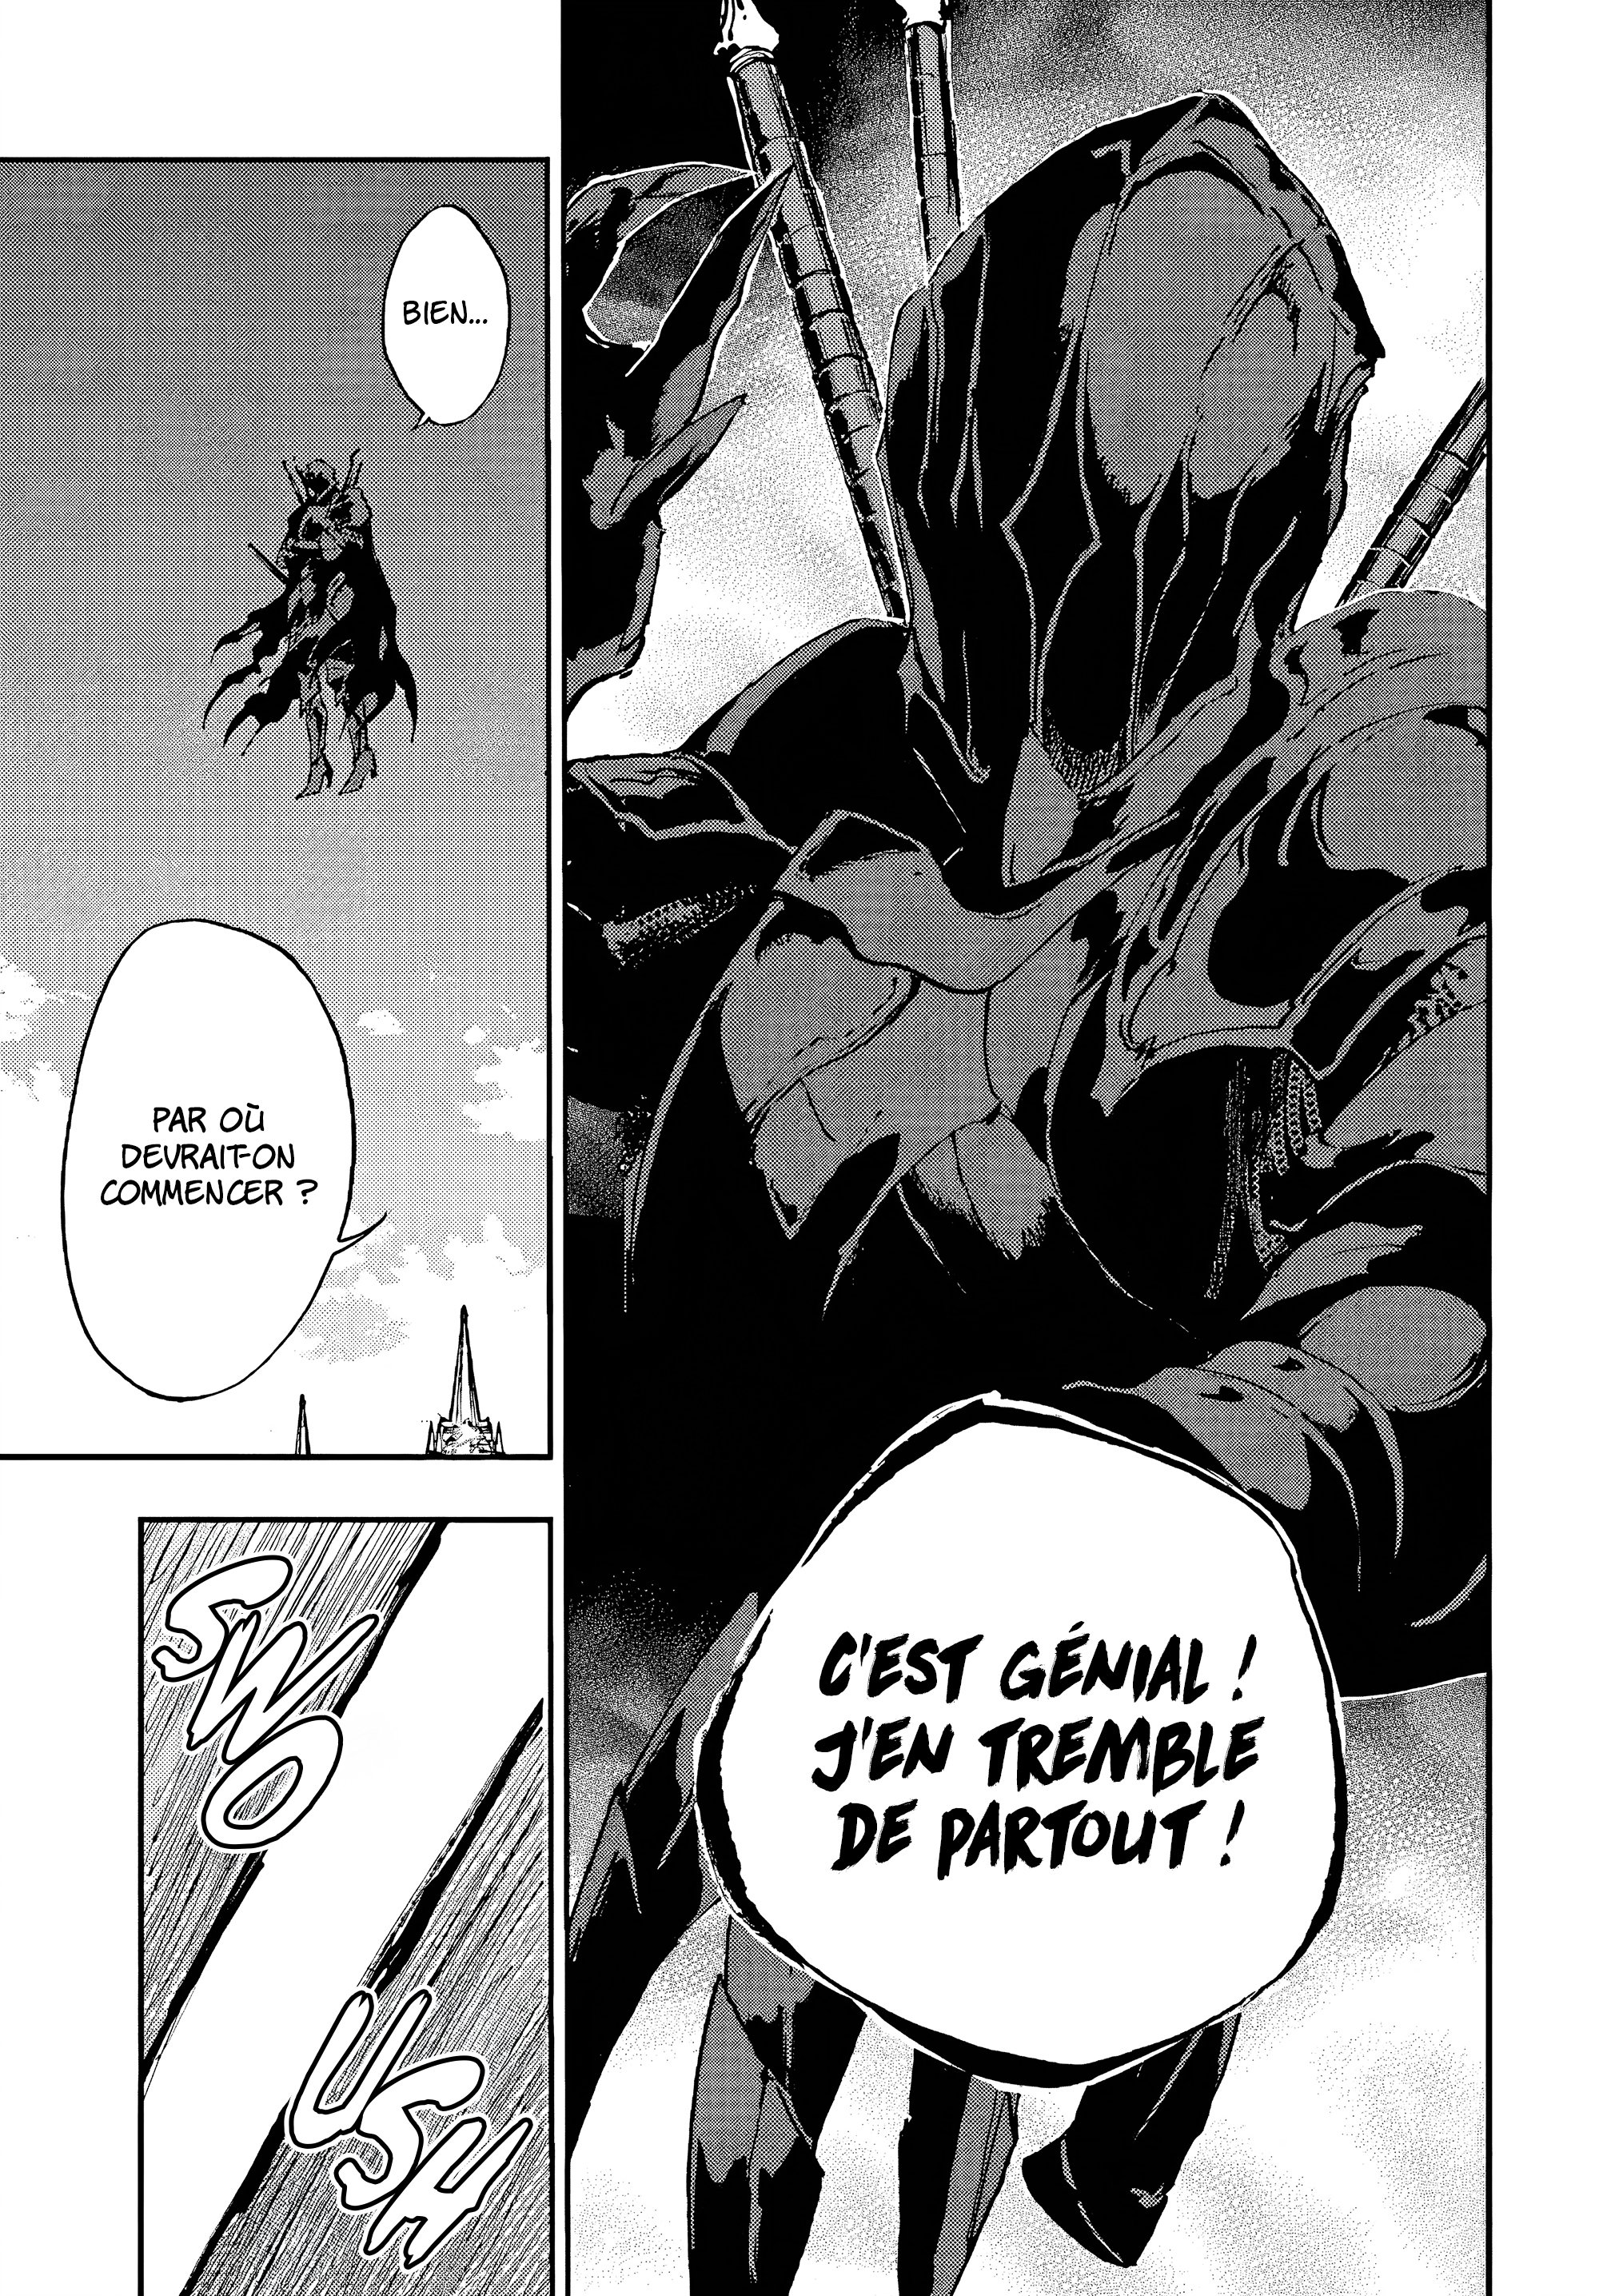 C'EST GÉNIAL !
J'EN TREMBLE
DE PARTOUT !
BIEN...
PAR OÙ
DEVRAIT-ON
COMMENCER ?
SWO
USH